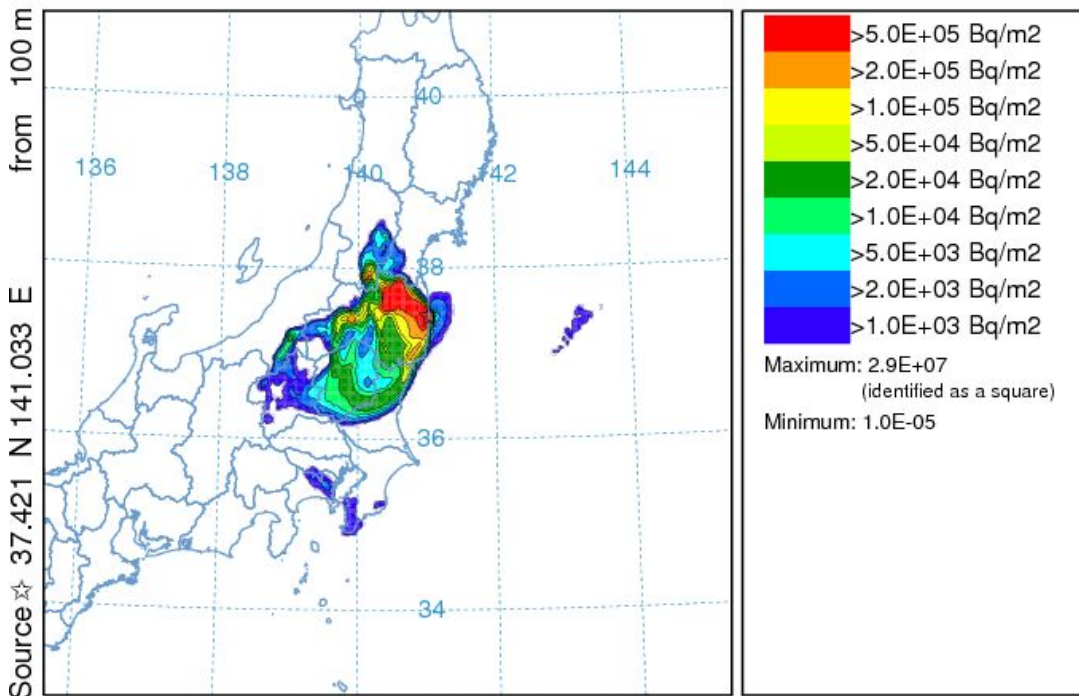 Source ☆ 37.421 N 141.033 E from 100 m
40
136
138
140
142
144
38
36
34
>5.0E+05 Bq/m2
>2.0E+05 Bq/m2
>1.0E+05 Bq/m2
>5.0E+04 Bq/m2
>2.0E+04 Bq/m2
>1.0E+04 Bq/m2
>5.0E+03 Bq/m2
>2.0E+03 Bq/m2
>1.0E+03 Bq/m2
Maximum: 2.9E+07
(identified as a square)
Minimum: 1.0E-05